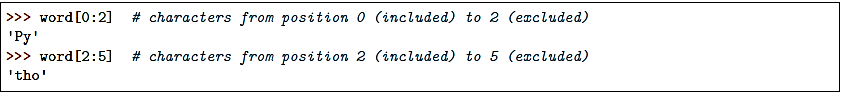 >>> word[0:2]  # characters from position 0 (included) to 2 (excluded)
'Py'
>>> word[2:5]  # characters from position 2 (included) to 5 (excluded)
'tho'